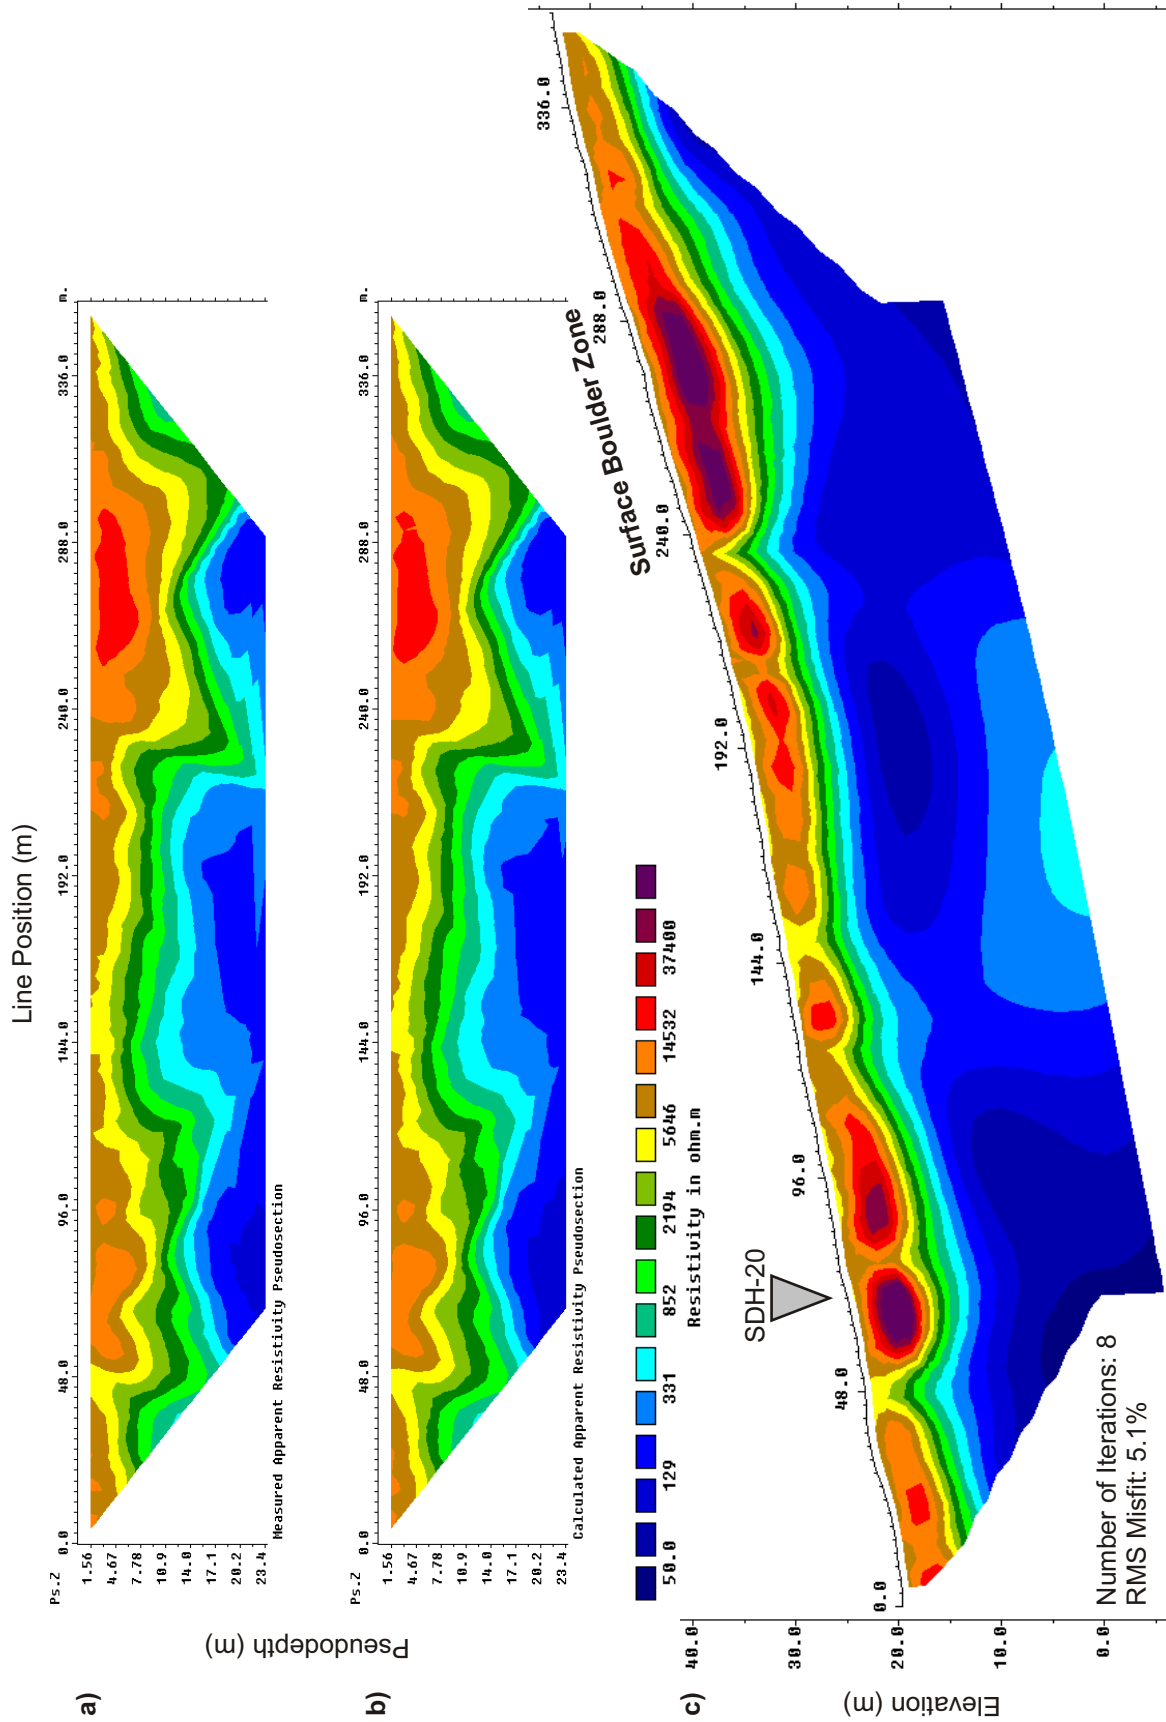 Line Position (m)
a)
Ps.Z 0.0 48.0 96.0 144.0 192.0 240.0 288.0 336.0 m.
1.56
4.67
7.78
10.9
14.0
17.1
20.2
23.4
Measured Apparent Resistivity Pseudosection
Pseudodepth (m)
b)
Ps.Z 0.0 48.0 96.0 144.0 192.0 240.0 288.0 336.0 m.
1.56
4.67
7.78
10.9
14.0
17.1
20.2
23.4
Calculated Apparent Resistivity Pseudosection
50.0 129 331 852 2194 5646 14532 37400
Resistivity in ohm.m
c)
Elevation (m)
40.0
30.0
20.0
10.0
0.0
0.0 48.0 96.0 144.0 192.0 240.0 288.0 336.0
SDH-20
Surface Boulder Zone
Number of Iterations: 8
RMS Misfit: 5.1%